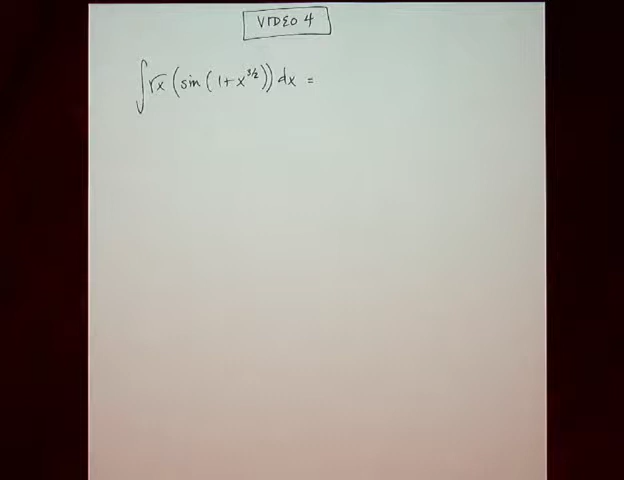 VIDEO 4
∫√x (sin (1 + x^3/2)) dx =